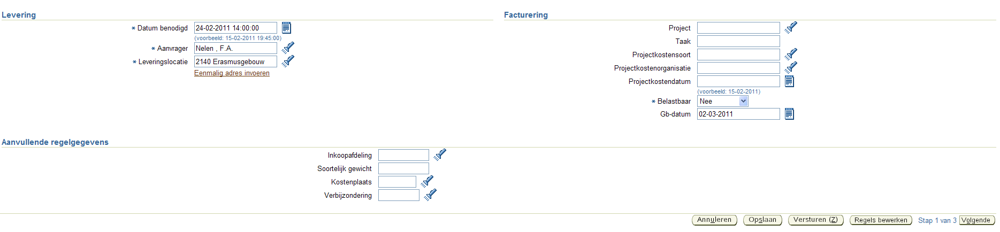 Levering
* Datum benodigd 24-02-2011 14:00:00
(voorbeeld: 15-02-2011 19:45:00)
* Aanvrager Nelen , F.A.
* Leveringslocatie 2140 Erasmusgebouw
Eenmalig adres invoeren
Facturering
Project
Taak
Projectkostensoort
Projectkostenorganisatie
Projectkostendatum
(voorbeeld: 15-02-2011)
* Belastbaar Nee
Gb-datum 02-03-2011
Aanvullende regelgegevens
Inkoopafdeling
Soortelijk gewicht
Kostenplaats
Verbijzondering
Annuleren Opslaan Versturen (Z) Regels bewerken Stap 1 van 3 Volgende